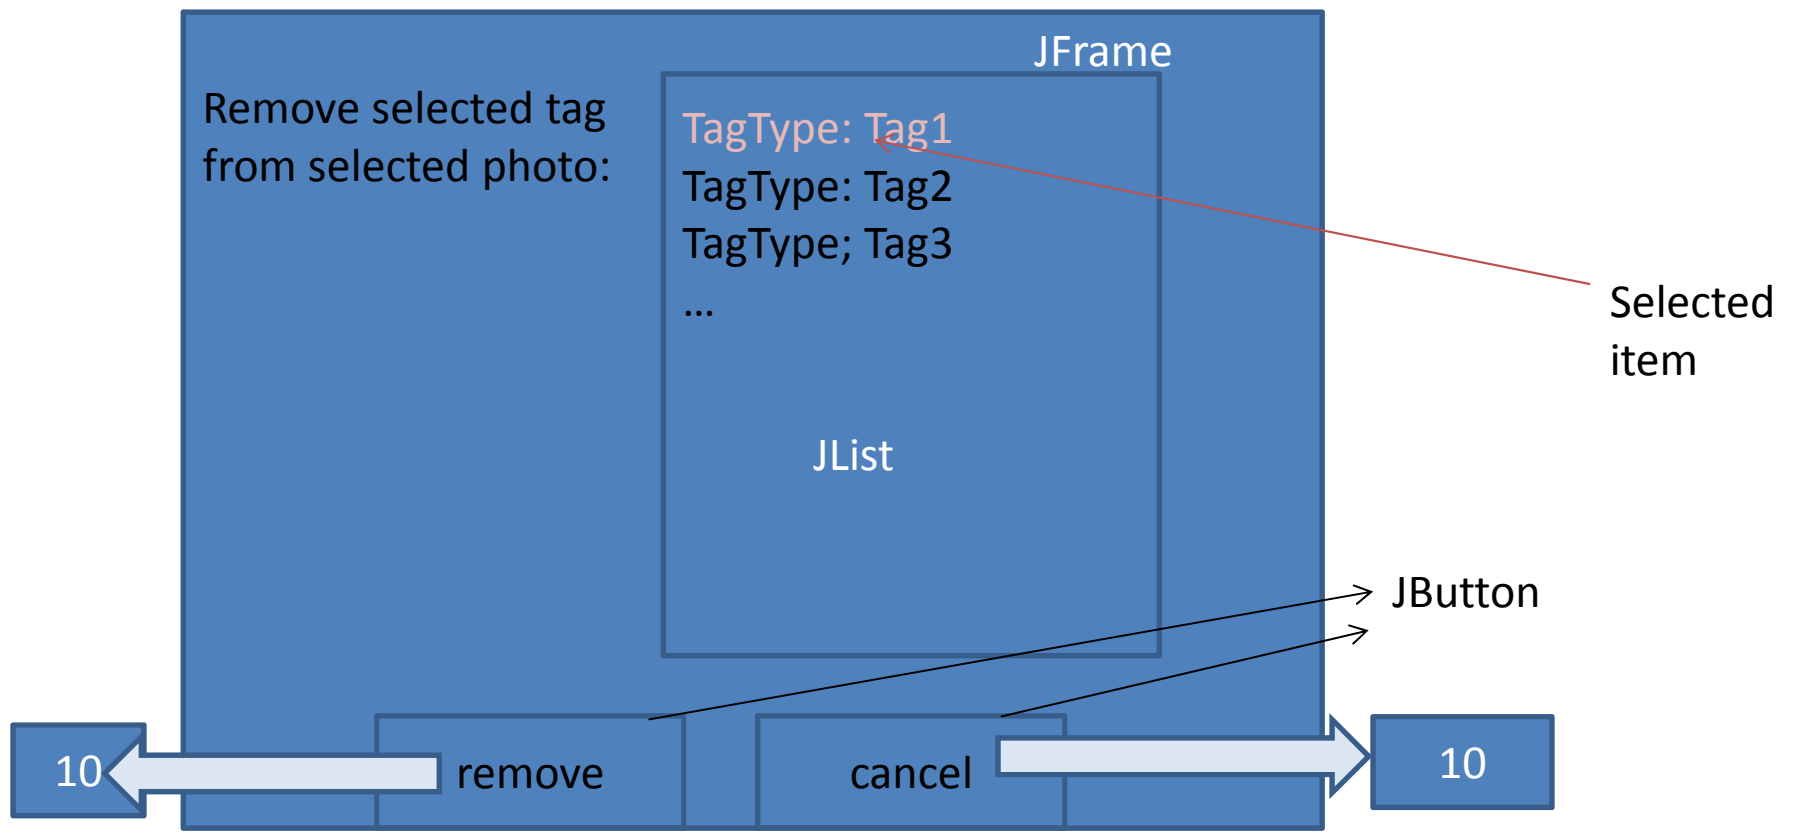 JFrame
Remove selected tag
from selected photo:
TagType: Tag1
TagType: Tag2
TagType; Tag3
…
Selected
item
JList
JButton
10
remove
cancel
10